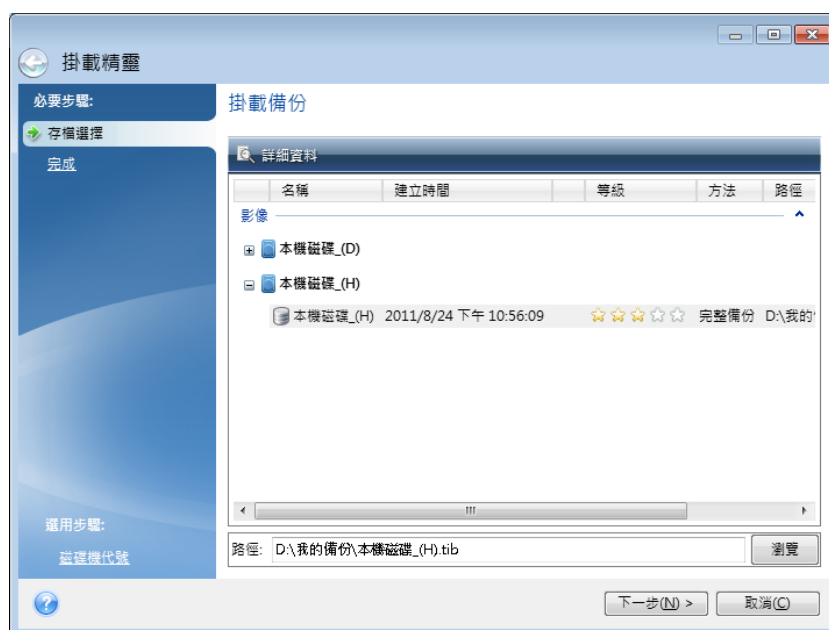 掛載精靈
必要步驟:
存檔選擇
完成
選用步驟:
磁碟機代號
掛載備份
詳細資料
名稱 建立時間 等級 方法 路徑
影像
本機磁碟_(D)
本機磁碟_(H)
本機磁碟_(H) 2011/8/24 下午 10:56:09 完整備份 D:\我的
路徑: D:\我的備份\本機磁碟_(H).tib 瀏覽
下一步(N) > 取消(C)